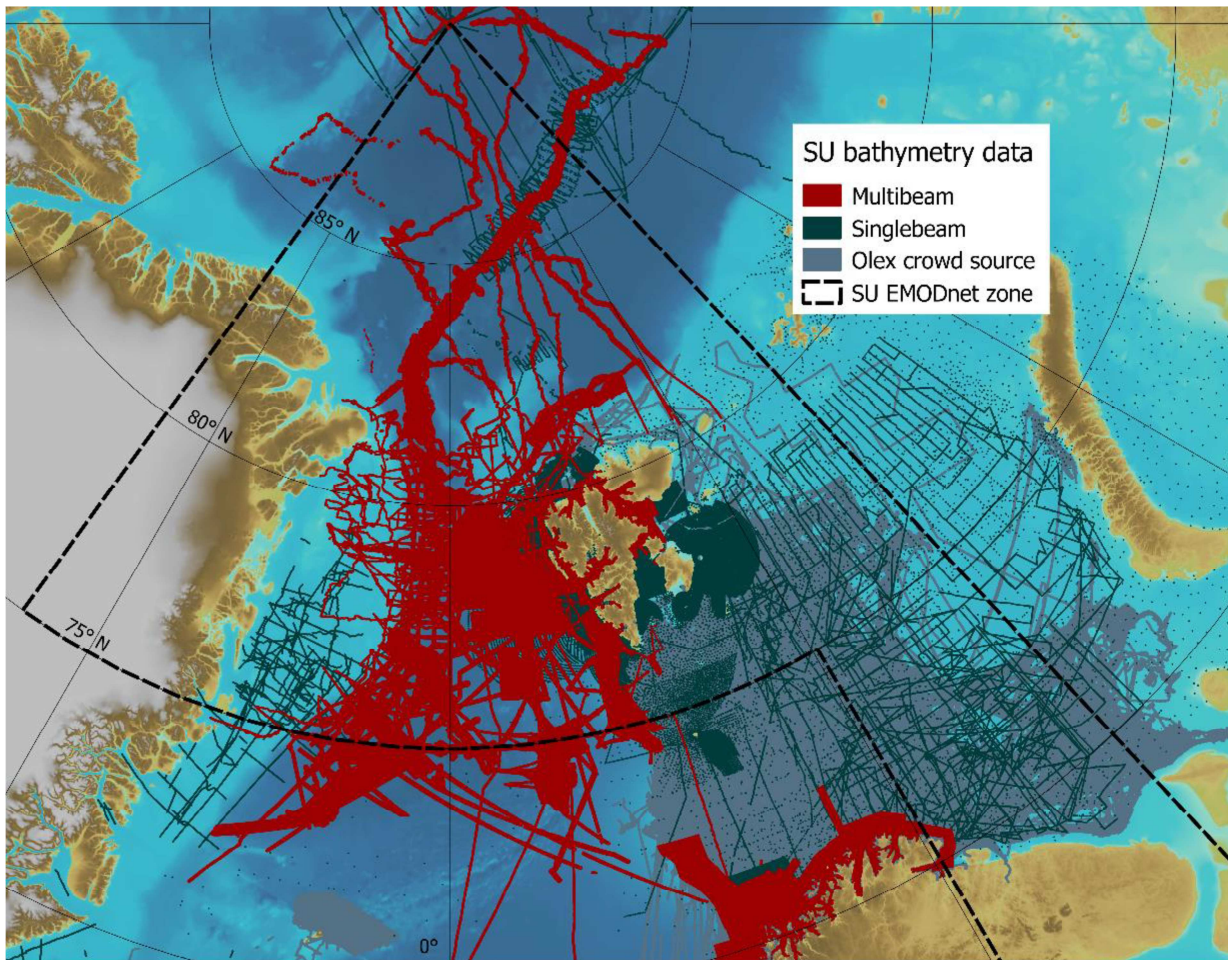 SU bathymetry data
Multibeam
Singlebeam
Olex crowd source
SU EMODnet zone
85° N
80° N
75° N
0°